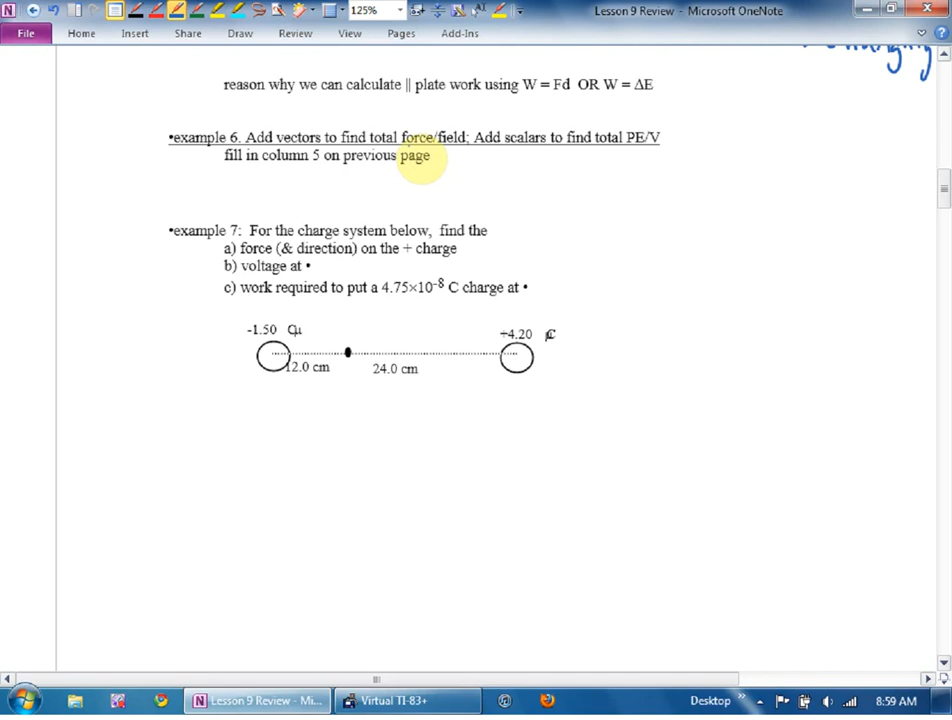 125%
Lesson 9 Review - Microsoft OneNote
File Home Insert Share Draw Review View Pages Add-Ins
changing
reason why we can calculate || plate work using W = Fd OR W = ΔE
•example 6. Add vectors to find total force/field; Add scalars to find total PE/V
fill in column 5 on previous page
•example 7: For the charge system below, find the
a) force (& direction) on the + charge
b) voltage at •
c) work required to put a 4.75×10⁻⁸ C charge at •
-1.50 Cμ
+4.20 μC
12.0 cm
24.0 cm
Lesson 9 Review - Mi...
Virtual TI-83+
Desktop
8:59 AM